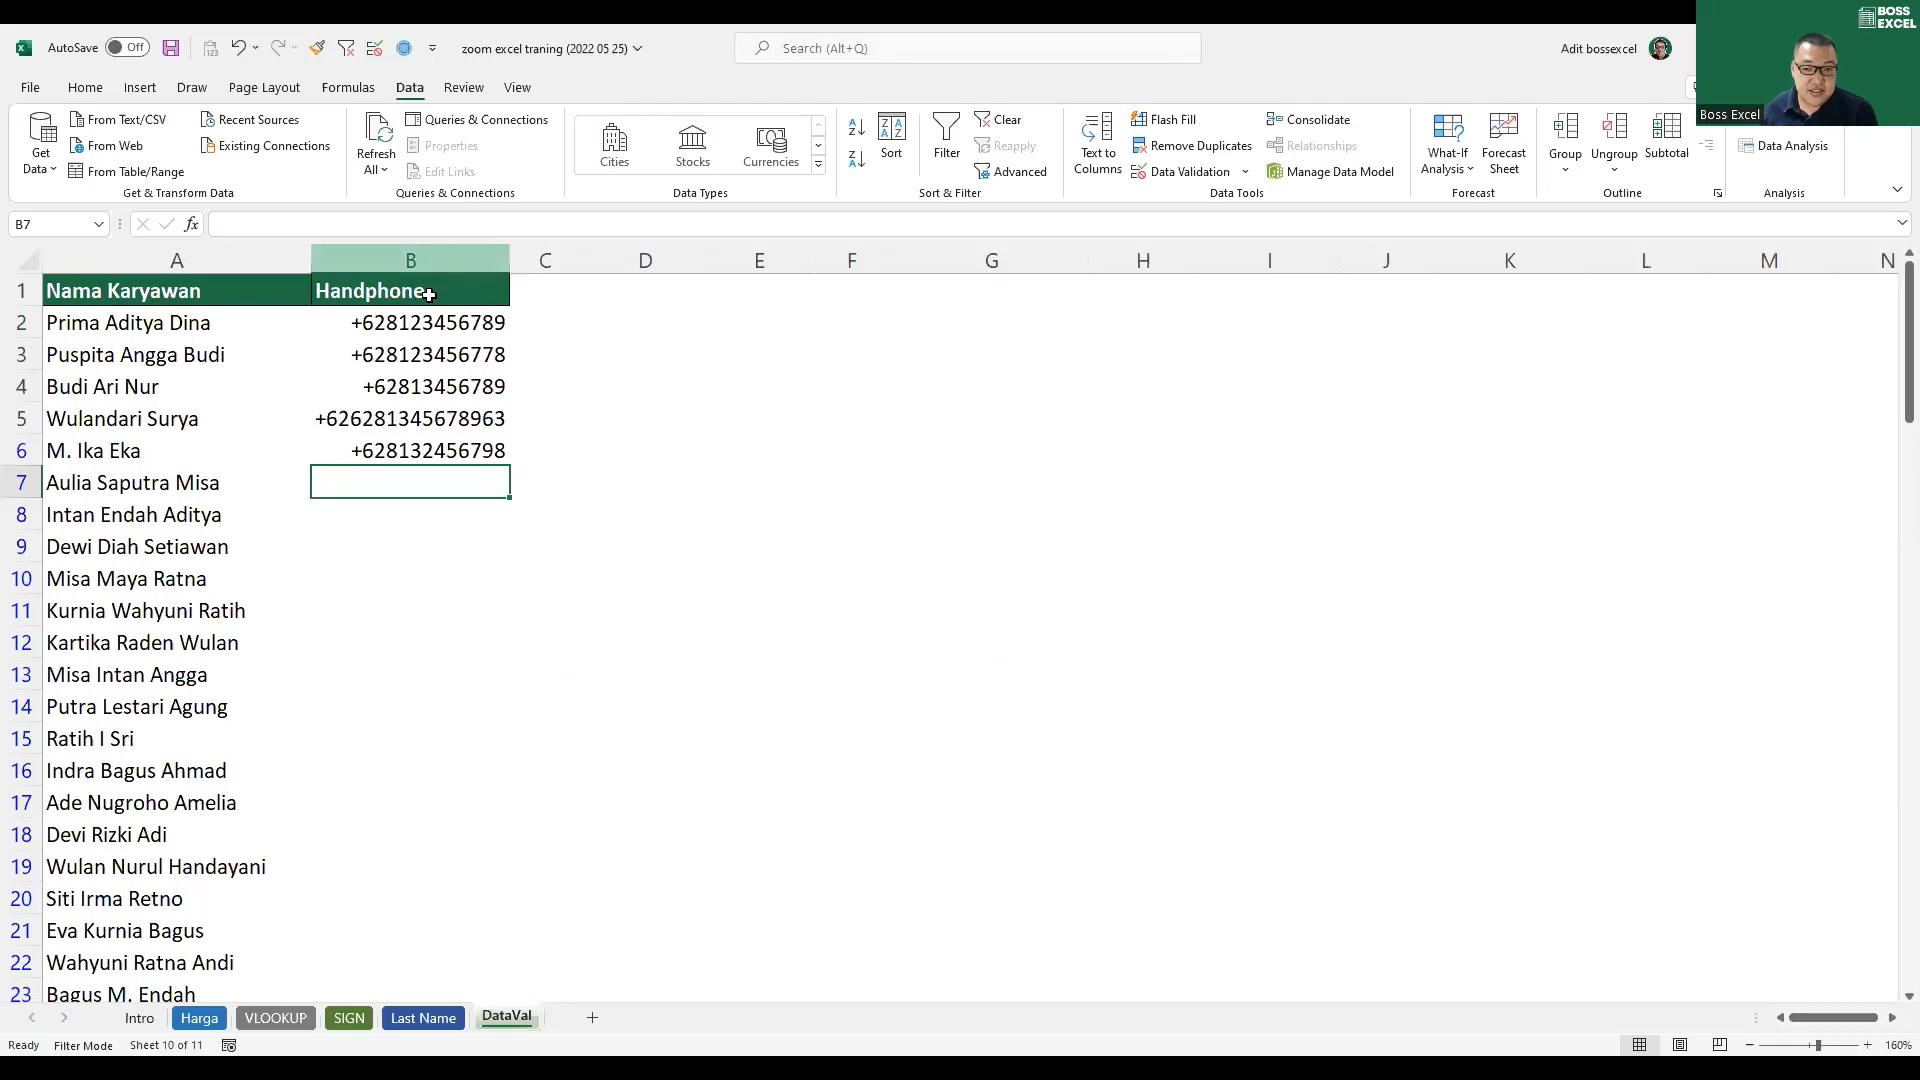 BOSS
EXCEL
AutoSave Off zoom excel traning (2022 05 25) Search (Alt+Q) Adit bossexcel
File Home Insert Draw Page Layout Formulas Data Review View
Boss Excel
Get Data
From Text/CSV
From Web
From Table/Range
Recent Sources
Existing Connections
Get & Transform Data
Refresh All
Queries & Connections
Properties
Edit Links
Queries & Connections
Cities Stocks Currencies
Data Types
Sort
Filter
Clear
Reapply
Advanced
Sort & Filter
Text to Columns
Flash Fill
Remove Duplicates
Data Validation
Consolidate
Relationships
Manage Data Model
Data Tools
What-If Analysis
Forecast Sheet
Forecast
Group Ungroup Subtotal
Outline
Data Analysis
Analysis
B7 fx
A B C D E F G H I J K L M N
1 Nama Karyawan Handphone
2 Prima Aditya Dina +628123456789
3 Puspita Angga Budi +628123456778
4 Budi Ari Nur +62813456789
5 Wulandari Surya +626281345678963
6 M. Ika Eka +628132456798
7 Aulia Saputra Misa
8 Intan Endah Aditya
9 Dewi Diah Setiawan
10 Misa Maya Ratna
11 Kurnia Wahyuni Ratih
12 Kartika Raden Wulan
13 Misa Intan Angga
14 Putra Lestari Agung
15 Ratih I Sri
16 Indra Bagus Ahmad
17 Ade Nugroho Amelia
18 Devi Rizki Adi
19 Wulan Nurul Handayani
20 Siti Irma Retno
21 Eva Kurnia Bagus
22 Wahyuni Ratna Andi
23 Bagus M. Endah
Intro Harga VLOOKUP SIGN Last Name DataVal
Ready Filter Mode Sheet 10 of 11 160%